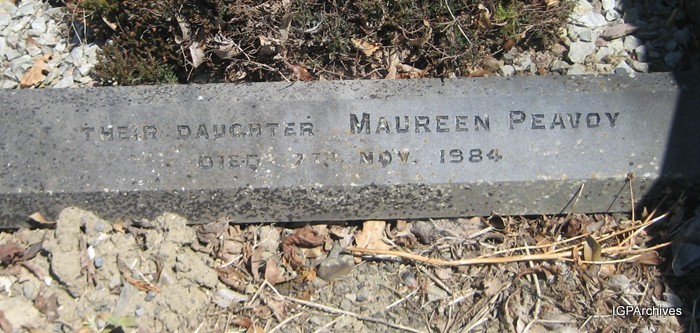 THEIR DAUGHTER MAUREEN PEAVOY
DIED 7TH NOV. 1984
IGPArchives